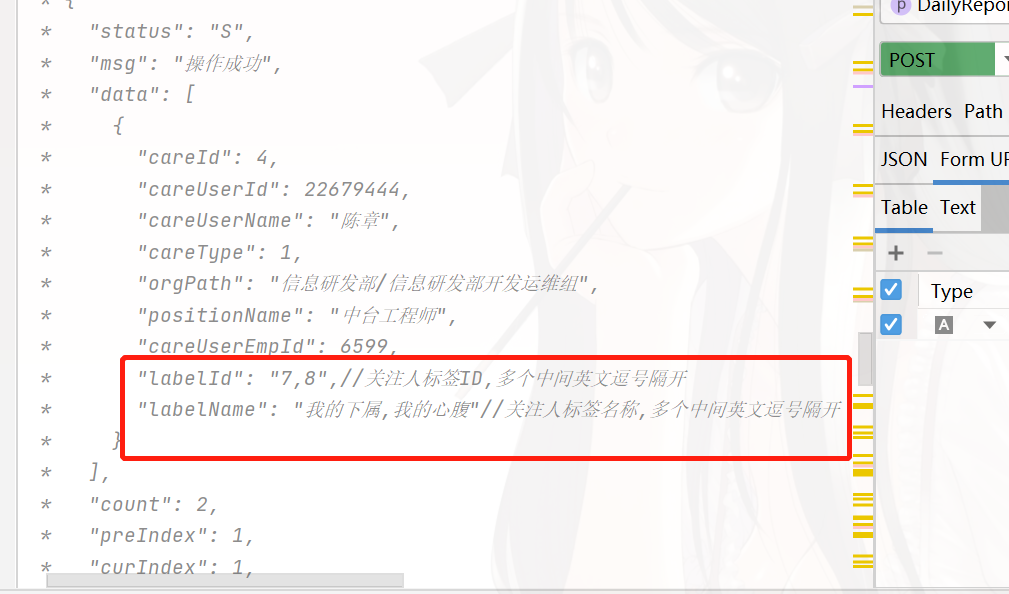 * {
* "status": "S",
* "msg": "操作成功",
* "data": [
* {
* "careId": 4,
* "careUserId": 22679444,
* "careUserName": "陈章",
* "careType": 1,
* "orgPath": "信息研发部/信息研发部开发运维组",
* "positionName": "中台工程师",
* "careUserEmpId": 6599,
* "labelId": "7,8",//关注人标签ID,多个中间英文逗号隔开
* "labelName": "我的下属,我的心腹"//关注人标签名称,多个中间英文逗号隔开
* }
* ],
* "count": 2,
* "preIndex": 1,
* "curIndex": 1,
p DailyRepor
POST
Headers Path
JSON Form UR
Table Text
+ −
Type
A